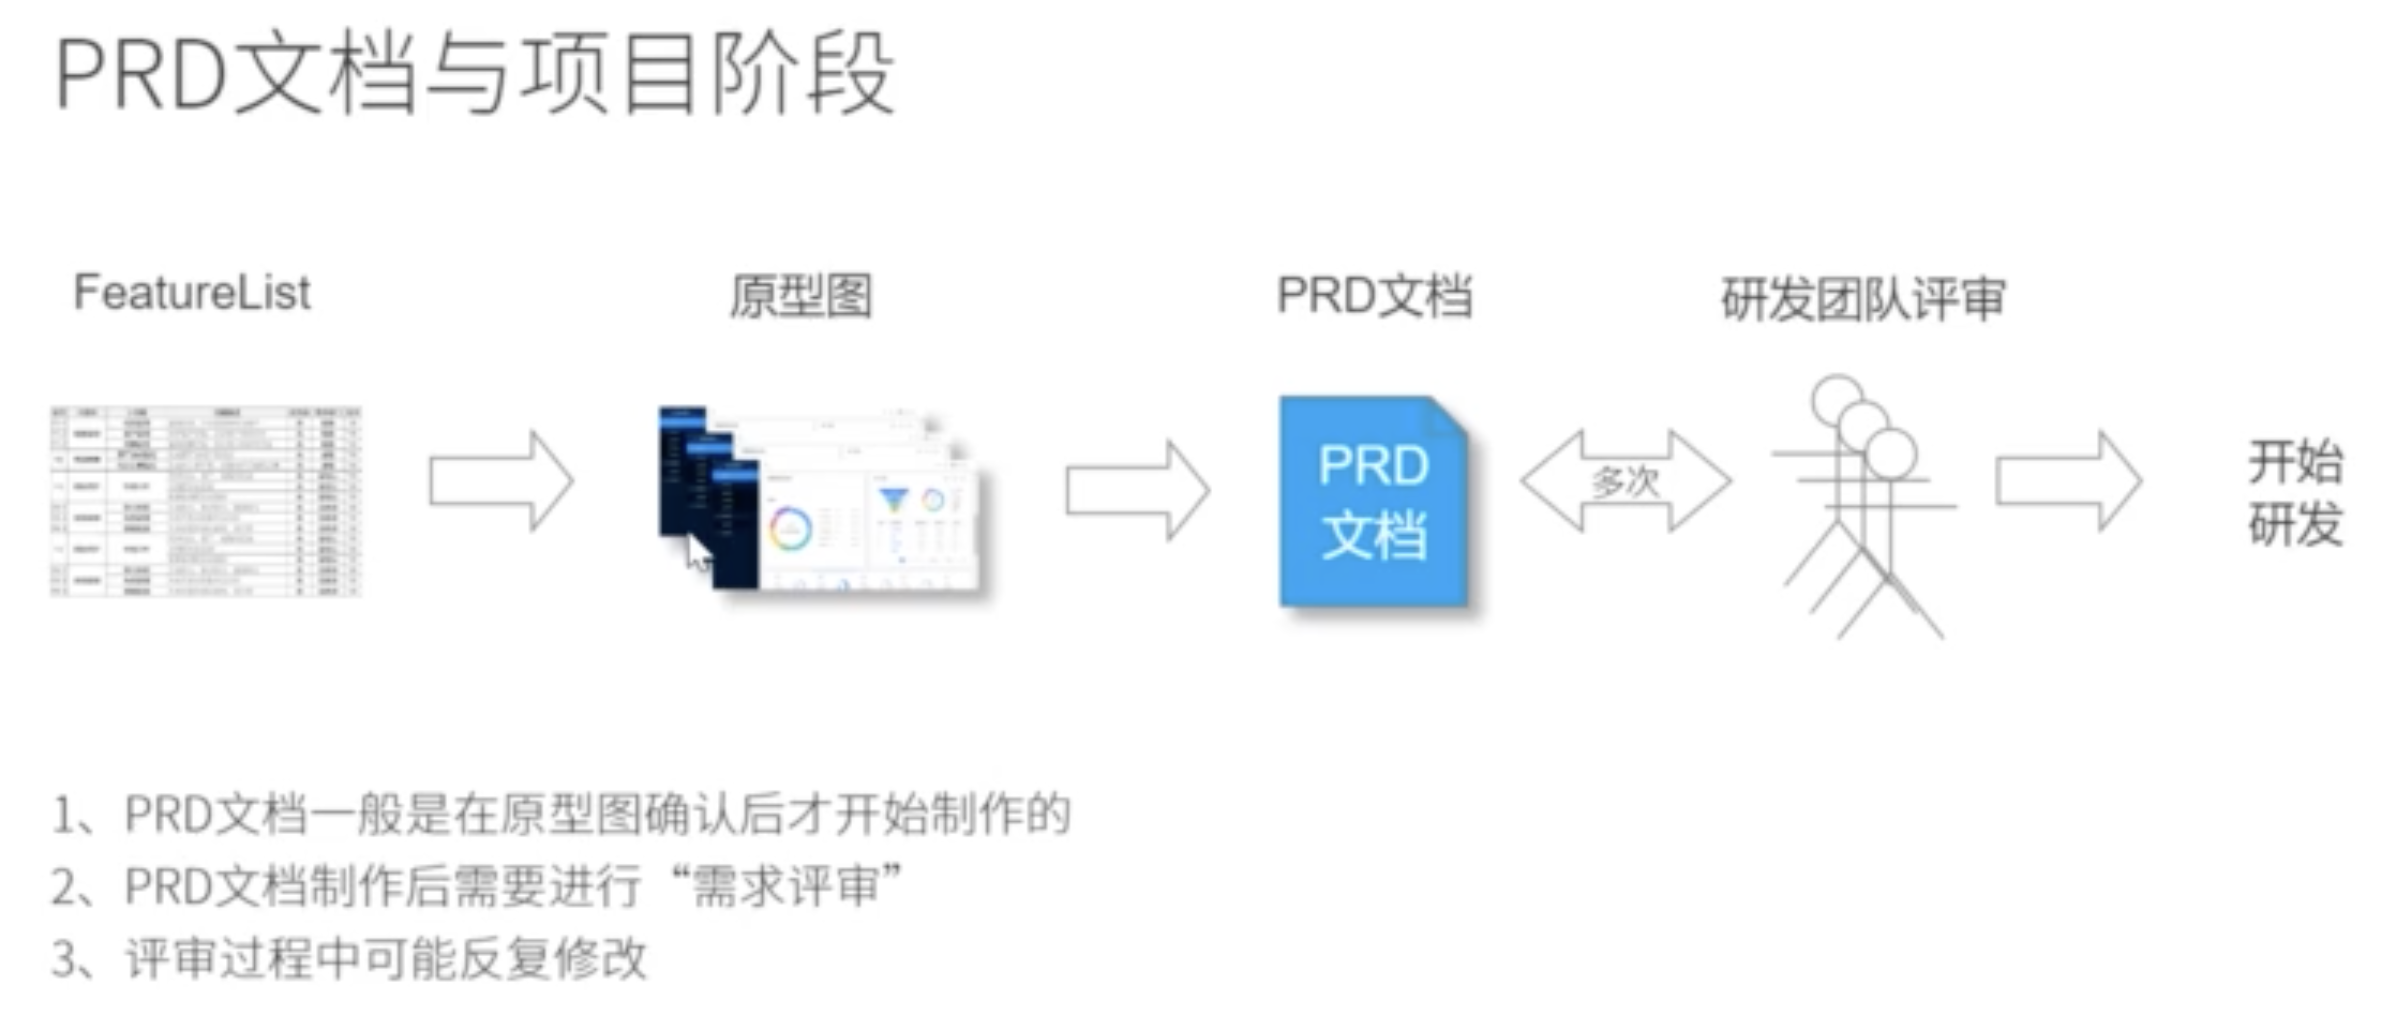 PRD文档与项目阶段
FeatureList
原型图
PRD文档
研发团队评审
PRD
文档
多次
开始
研发
1、PRD文档一般是在原型图确认后才开始制作的
2、PRD文档制作后需要进行“需求评审”
3、评审过程中可能反复修改